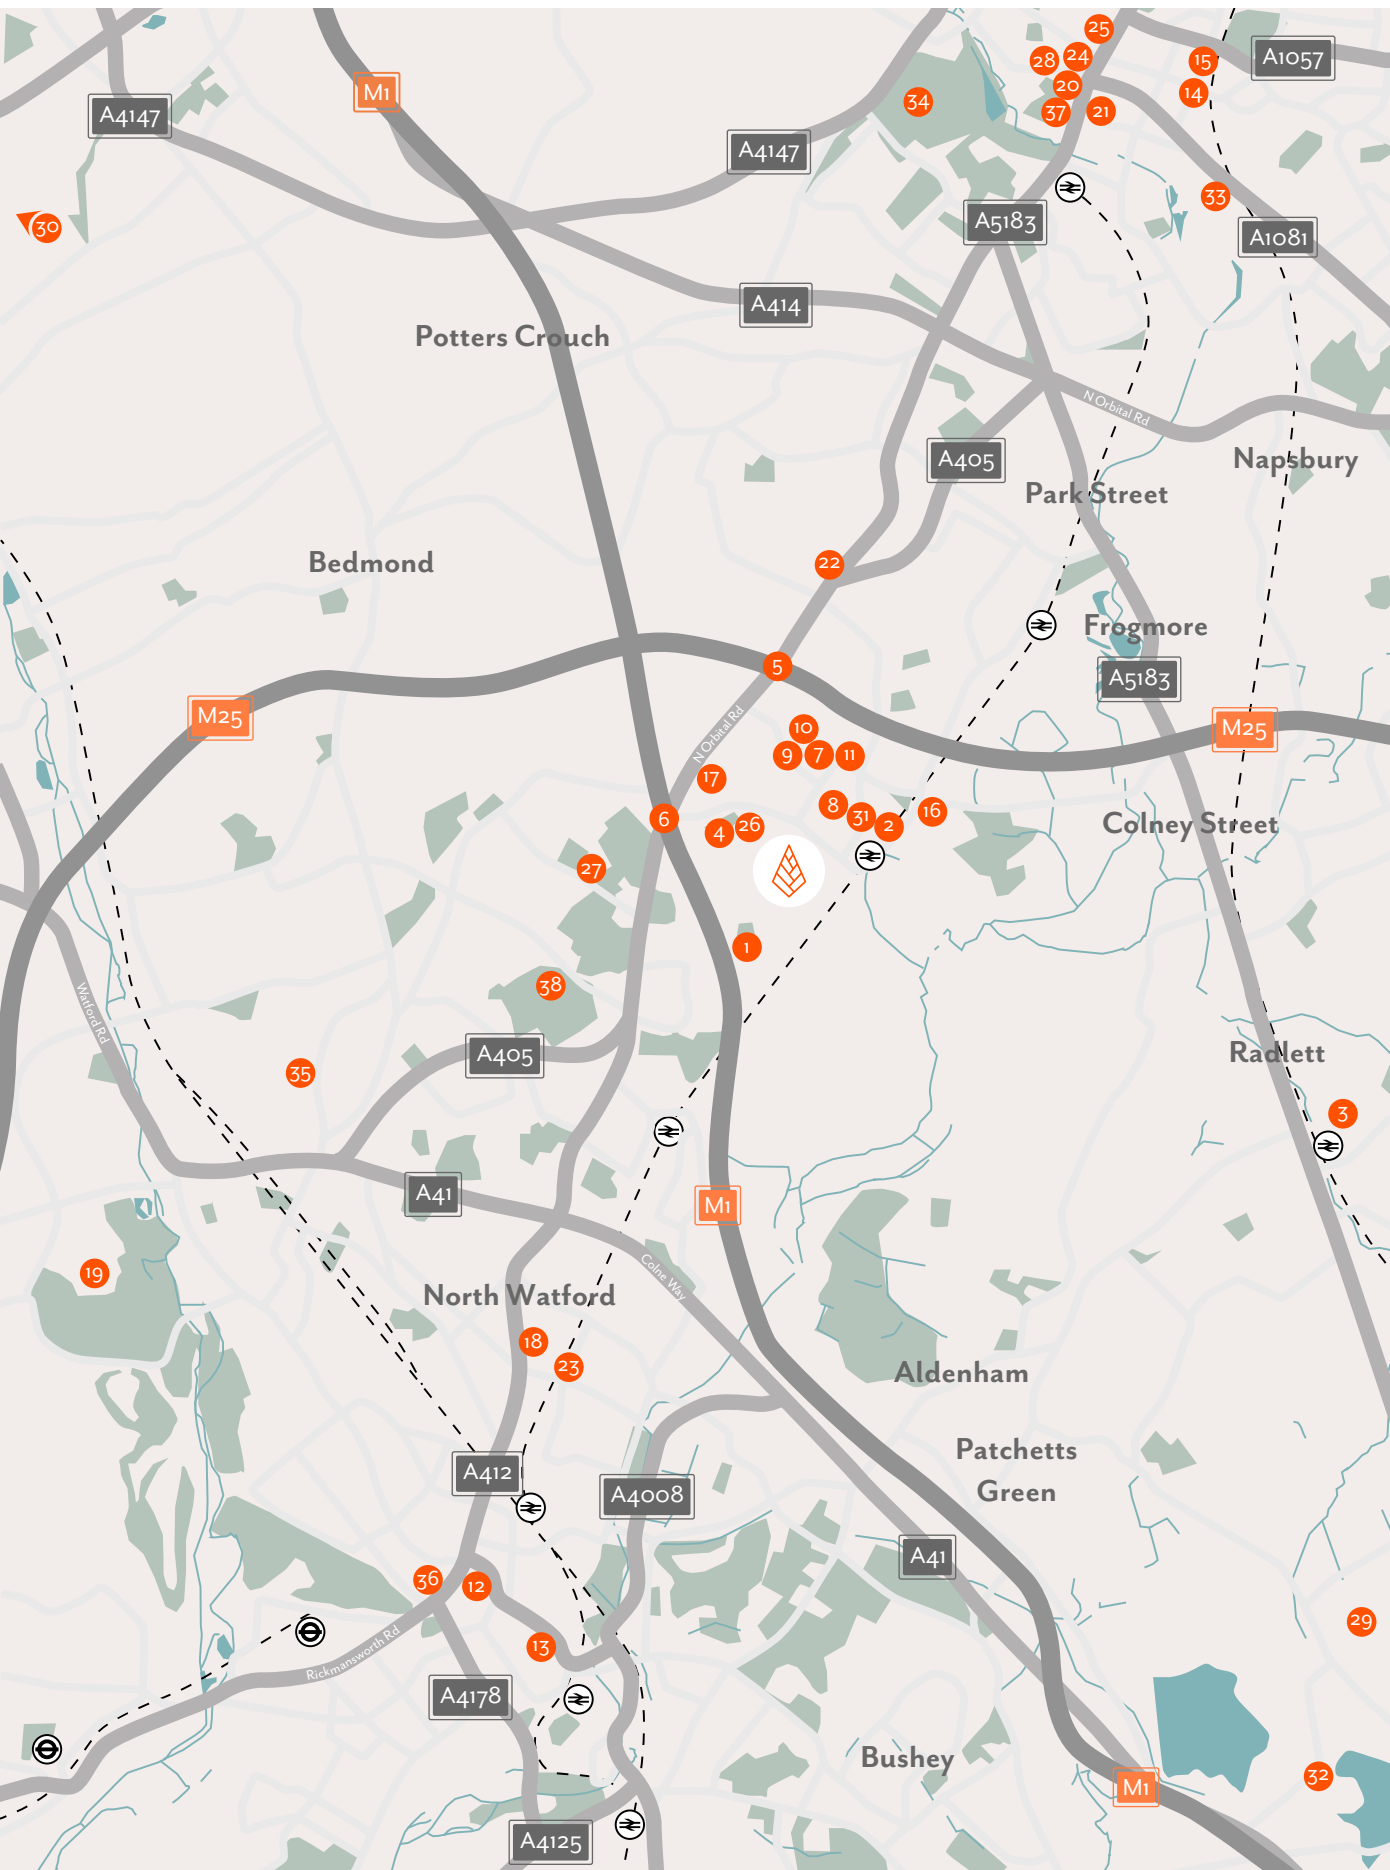 25
28
24
15
A1057
M1
20
14
34
A4147
37
21
A4147
33
30
A5183
A1081
A414
Potters Crouch
N Orbital Rd
A405
Napsbury
Park Street
Bedmond
22
Frogmore
5
A5183
M25
N Orbital Rd
10
M25
9
7
11
17
8
16
6
4
26
31
2
Colney Street
27
1
38
Watford Rd
A405
Radlett
35
3
A41
M1
19
Colne Way
North Watford
18
23
Aldenham
Patchetts
Green
A412
A4008
A41
36
12
29
13
Rickmansworth Rd
A4178
Bushey
32
M1
A4125